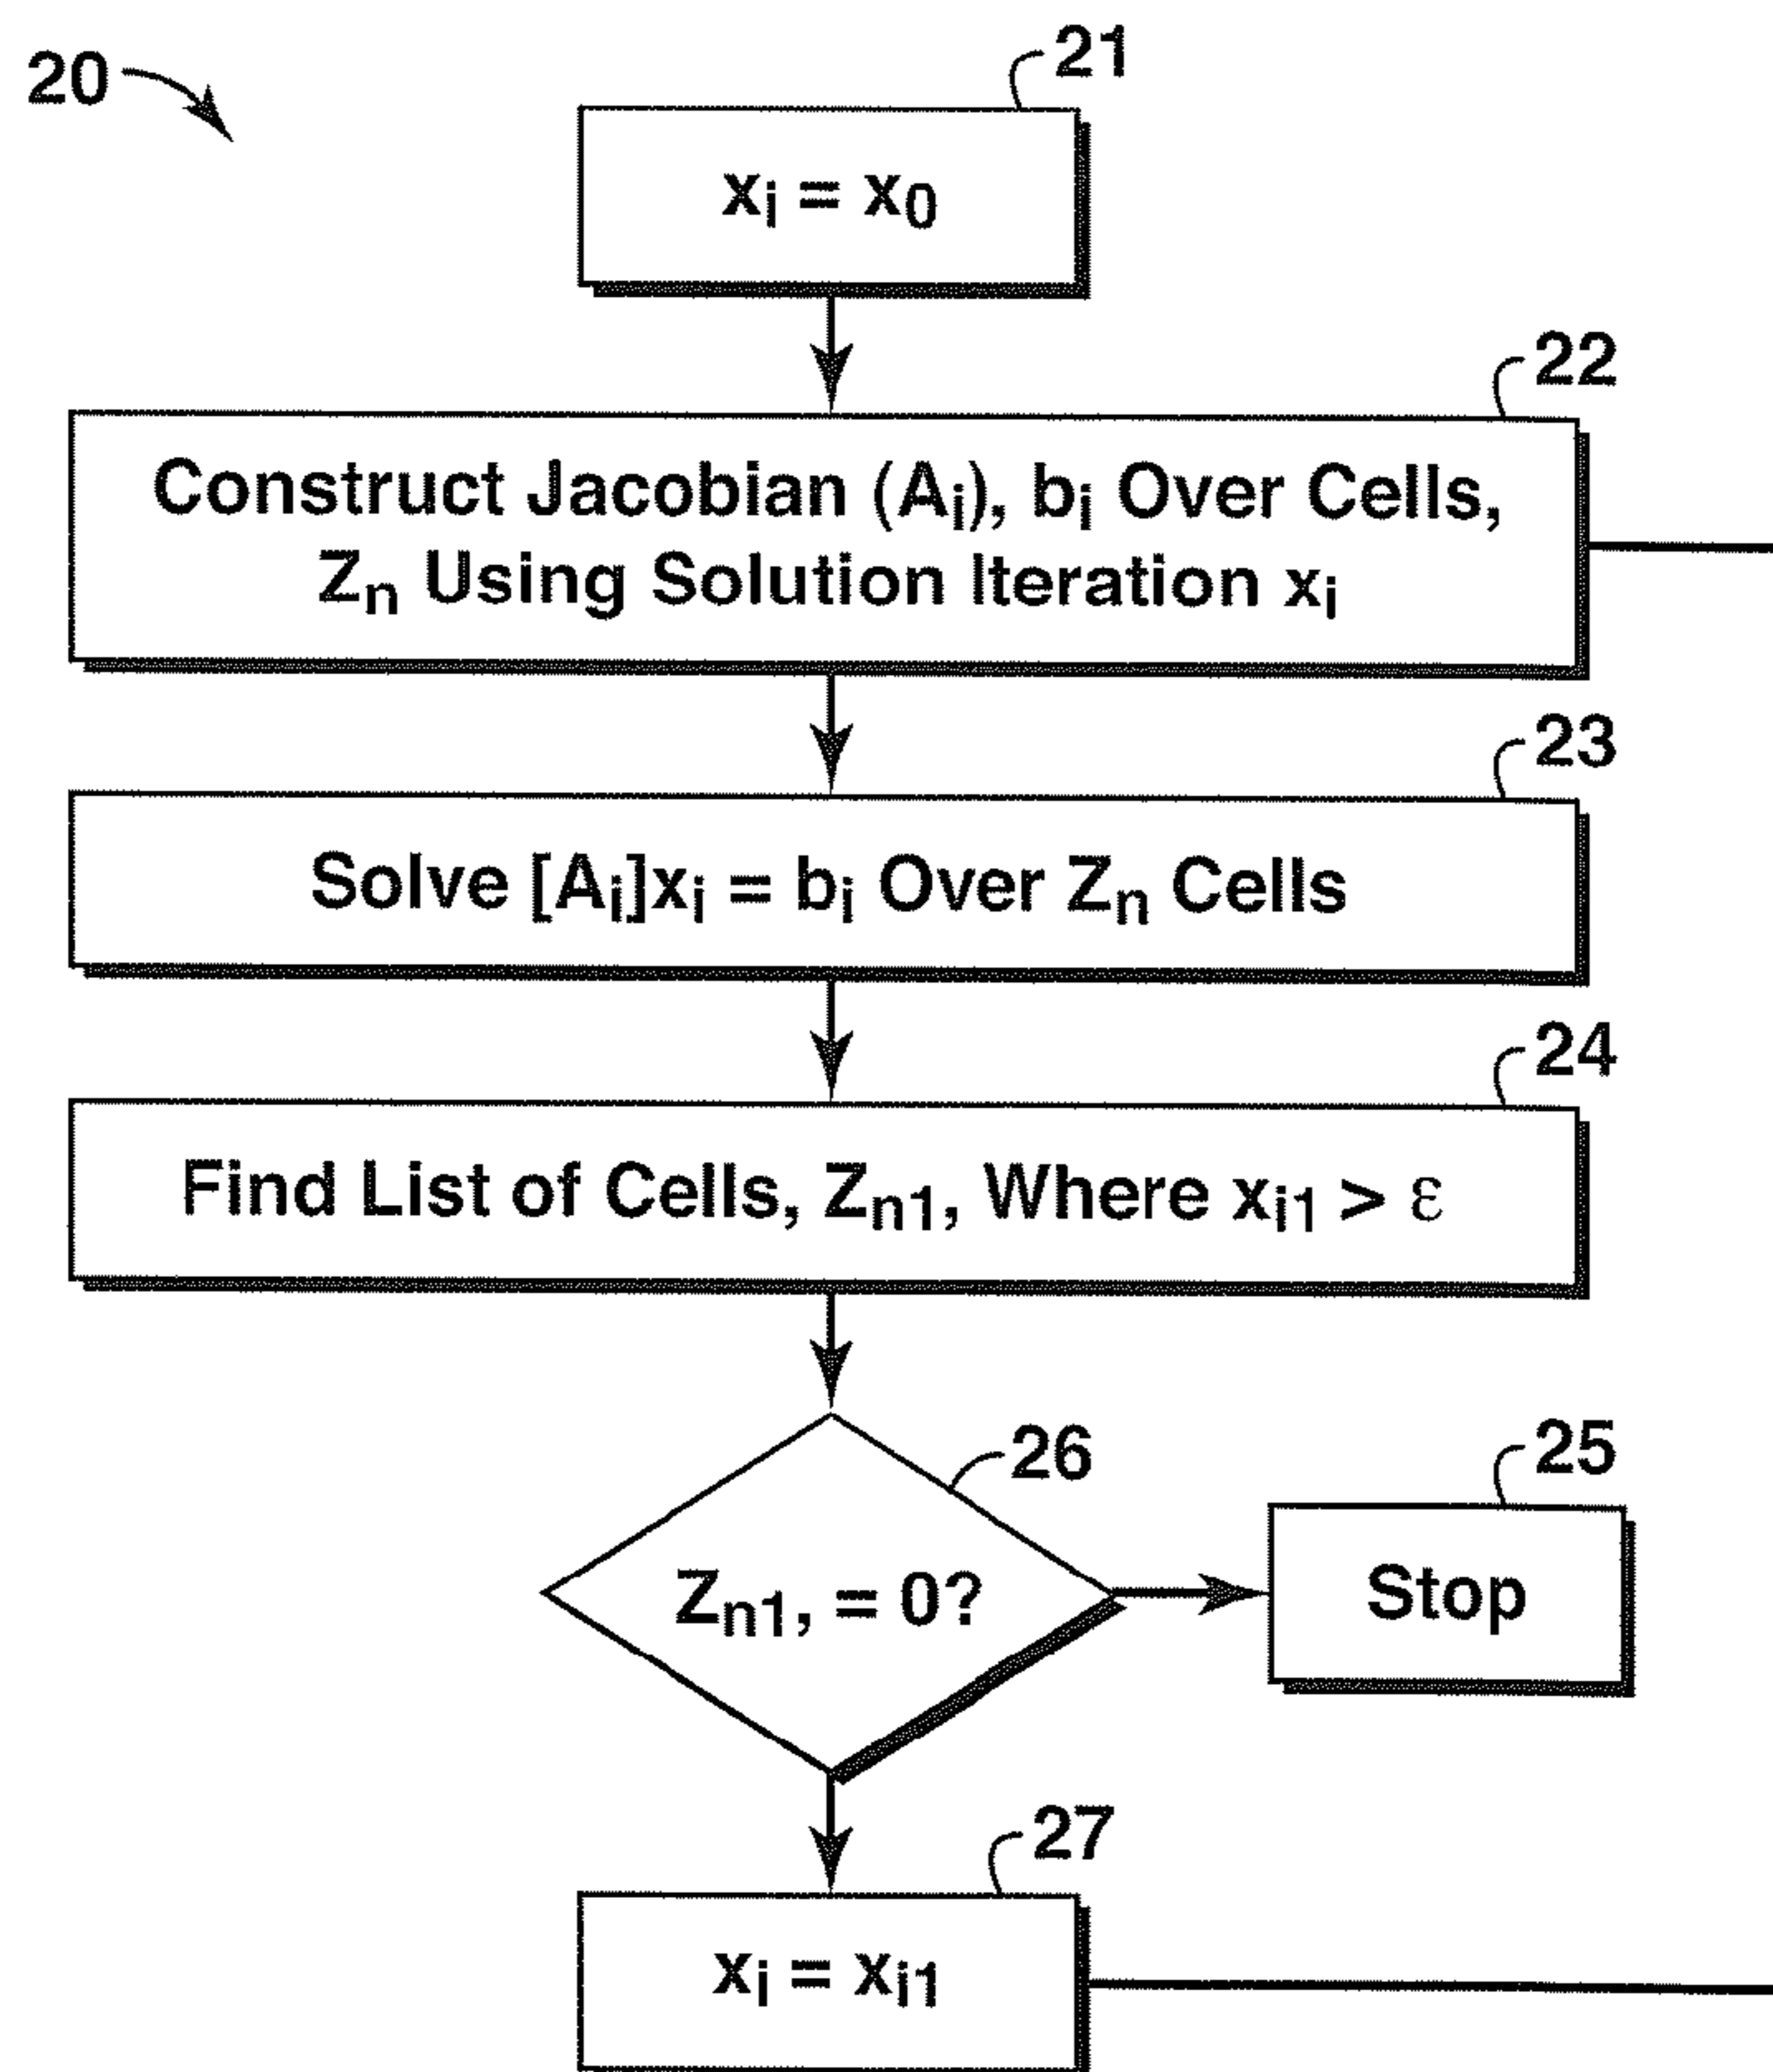 20
21
xᵢ = x₀
22
Construct Jacobian (Aᵢ), bᵢ Over Cells,
Zₙ Using Solution Iteration xᵢ
23
Solve [Aᵢ]xᵢ = bᵢ Over Zₙ Cells
24
Find List of Cells, Zₙ₁, Where xᵢ₁ > ε
26
Zₙ₁, = 0?
25
Stop
27
xᵢ = xᵢ₁